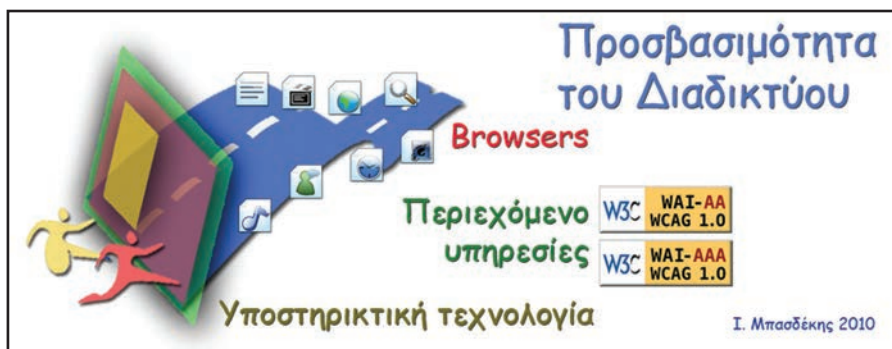 Προσβασιμότητα
του Διαδικτύου
Browsers
Περιεχόμενο
υπηρεσίες
W3C WAI-AA
WCAG 1.0
W3C WAI-AAA
WCAG 1.0
Υποστηρικτική τεχνολογία
Ι. Μπασδέκης 2010